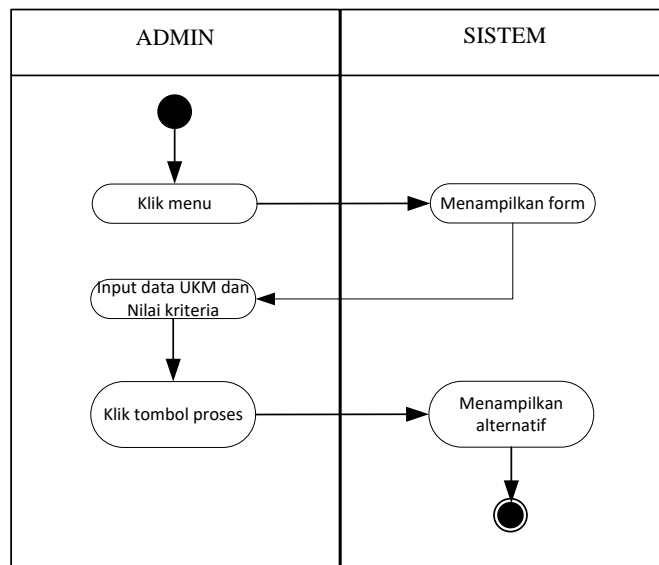 ADMIN
SISTEM
Klik menu
Menampilkan form
Input data UKM dan
Nilai kriteria
Klik tombol proses
Menampilkan
alternatif